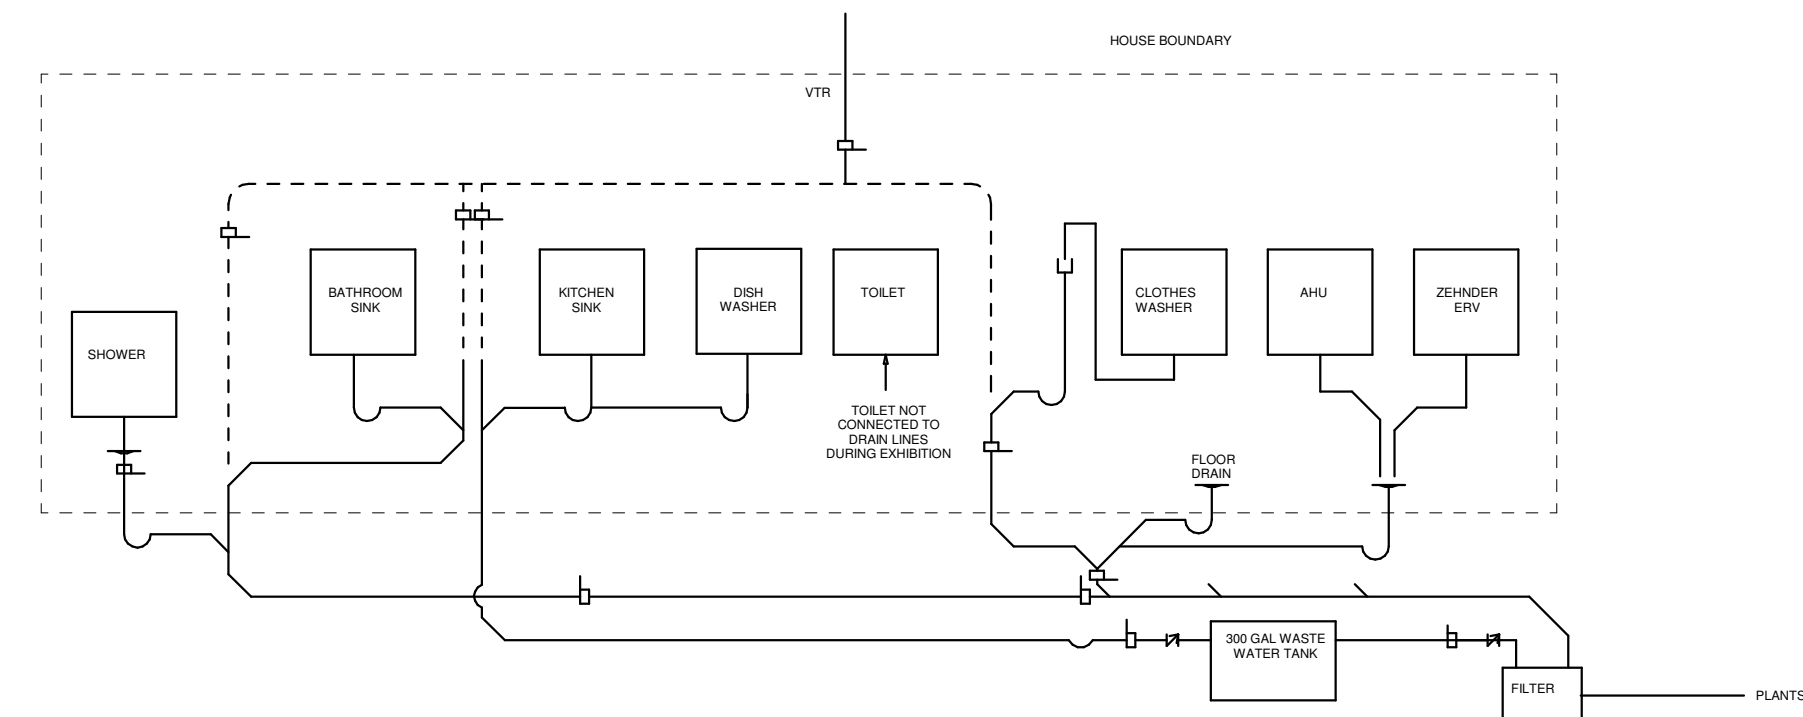 HOUSE BOUNDARY
VTR
BATHROOM
SINK
KITCHEN
SINK
DISH
WASHER
TOILET
CLOTHES
WASHER
AHU
ZEHNDER
ERV
SHOWER
TOILET NOT
CONNECTED TO
DRAIN LINES
DURING EXHIBITION
FLOOR
DRAIN
300 GAL WASTE
WATER TANK
FILTER
PLANTS